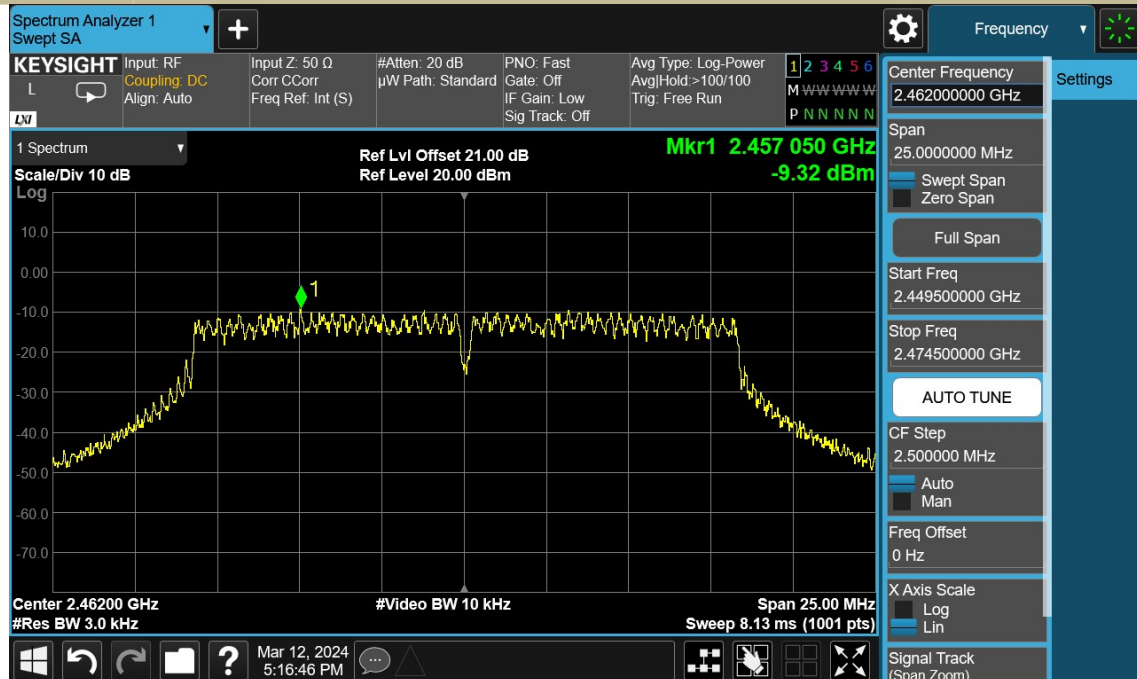 Spectrum Analyzer 1
Swept SA
+
Frequency
KEYSIGHT
L
LXI
Input: RF
Coupling: DC
Align: Auto
Input Z: 50 Ω
Corr CCorr
Freq Ref: Int (S)
#Atten: 20 dB
µW Path: Standard
PNO: Fast
Gate: Off
IF Gain: Low
Sig Track: Off
Avg Type: Log-Power
Avg|Hold:>100/100
Trig: Free Run
1 2 3 4 5 6
M W W W W W
P N N N N N
Center Frequency
2.462000000 GHz
Settings
1 Spectrum
Scale/Div 10 dB
Log
Ref Lvl Offset 21.00 dB
Ref Level 20.00 dBm
Mkr1 2.457 050 GHz
-9.32 dBm
Span
25.0000000 MHz
Swept Span
Zero Span
Full Span
Start Freq
2.449500000 GHz
Stop Freq
2.474500000 GHz
AUTO TUNE
CF Step
2.500000 MHz
Auto
Man
Freq Offset
0 Hz
X Axis Scale
Log
Lin
Signal Track
(Span Zoom)
10.0
0.00
-10.0
-20.0
-30.0
-40.0
-50.0
-60.0
-70.0
1
Center 2.46200 GHz
#Res BW 3.0 kHz
#Video BW 10 kHz
Span 25.00 MHz
Sweep 8.13 ms (1001 pts)
?
Mar 12, 2024
5:16:46 PM